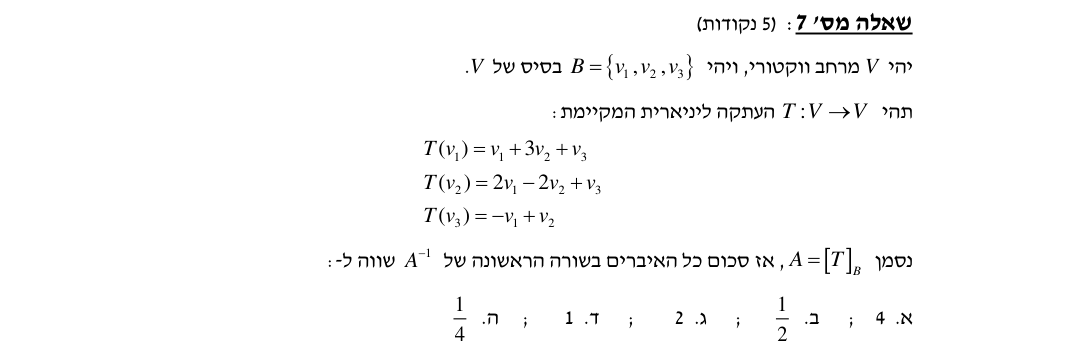 שאלה מס' 7 : (5 נקודות)
יהי V מרחב ווקטורי, ויהי B = {v₁, v₂, v₃} בסיס של V.
תהי T : V → V העתקה ליניארית המקיימת :
T(v₁) = v₁ + 3v₂ + v₃
T(v₂) = 2v₁ − 2v₂ + v₃
T(v₃) = −v₁ + v₂
נסמן A = [T]_B , אז סכום כל האיברים בשורה הראשונה של A⁻¹ שווה ל- :
א. 4 ; ב. 1/2 ; ג. 2 ; ד. 1 ; ה. 1/4